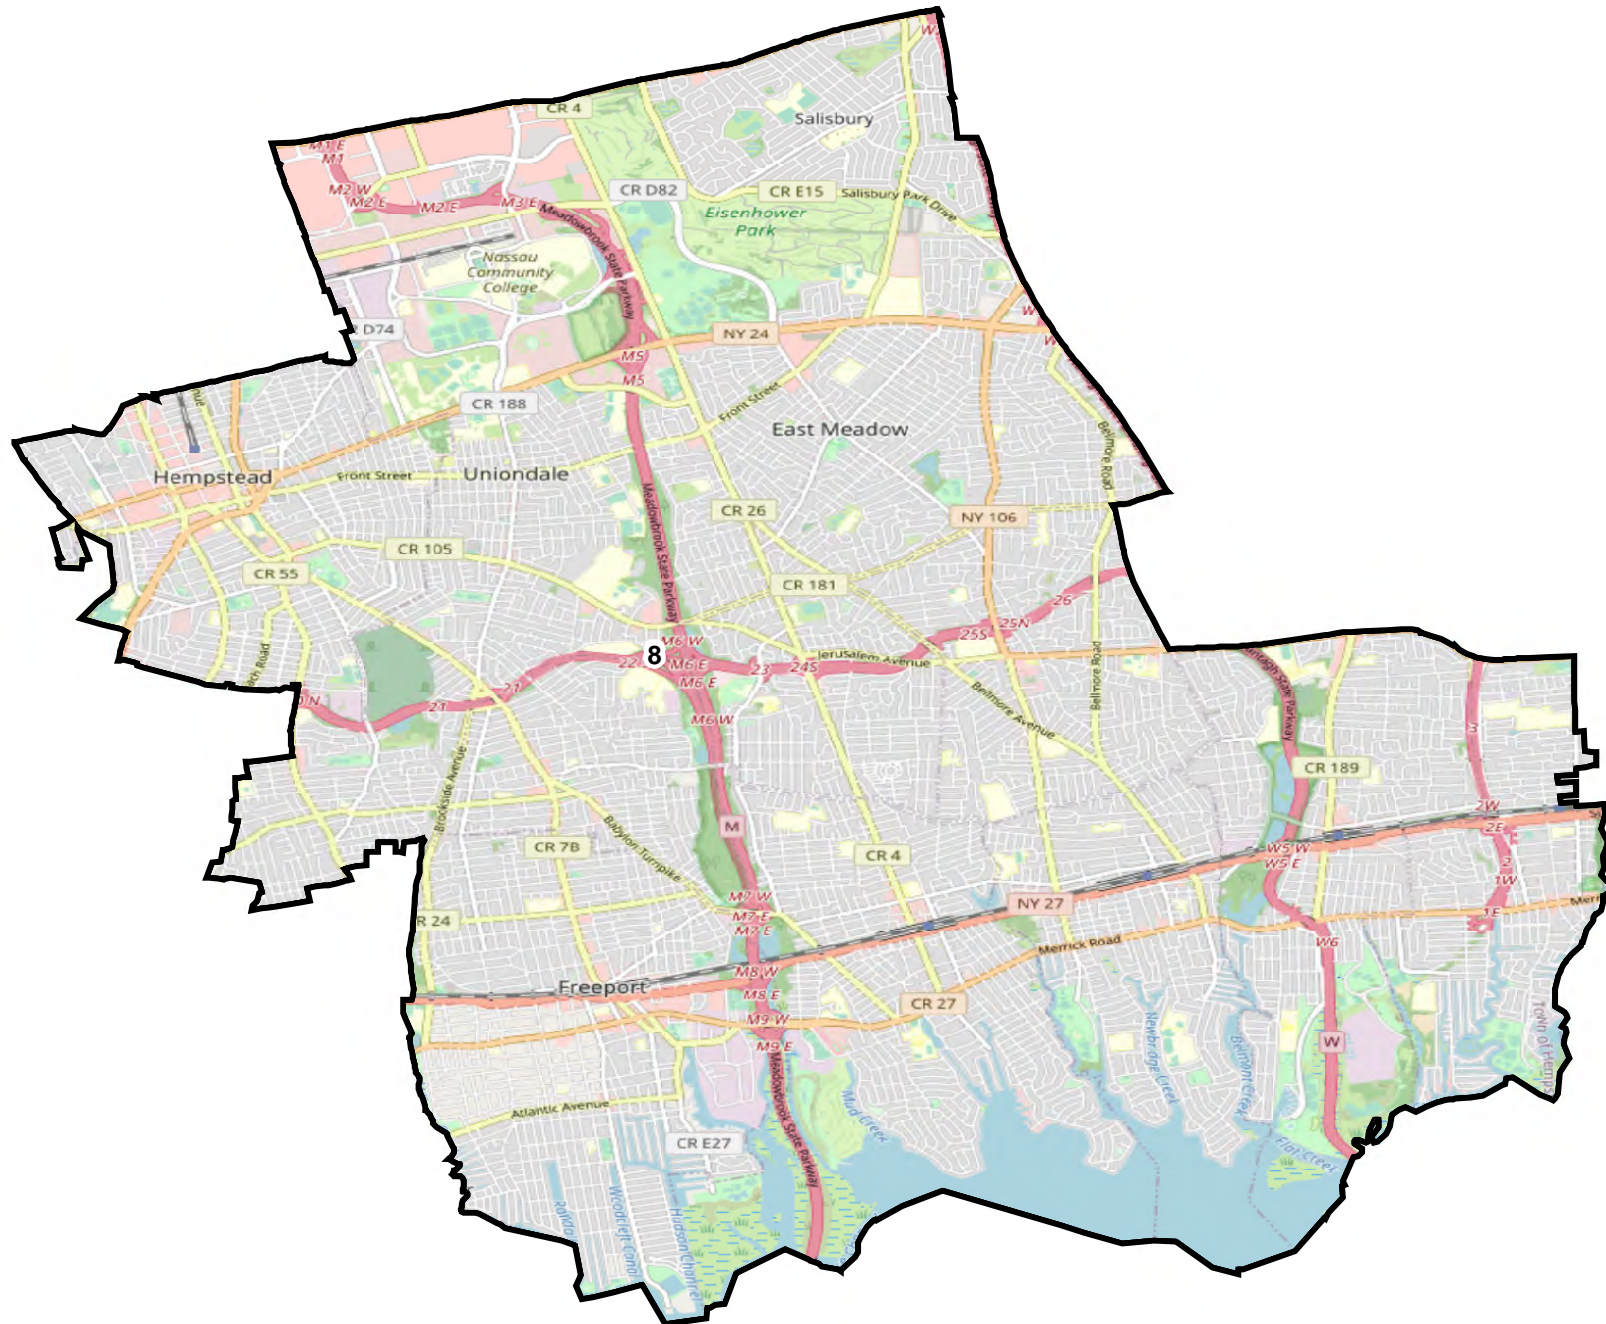 CR 4
Salisbury
M1 E
M1
M2 W
M2 E
M2 E
M3 E
CR D82
CR E15
Salisbury Park Drive
Eisenhower
Park
Meadowbrook State Parkway
Nassau
Community
College
D74
NY 24
M5
M5
CR 188
Front Street
East Meadow
Bellmore Road
Hempstead
Front Street
Uniondale
Meadowbrook State Parkway
CR 26
NY 106
CR 105
CR 55
CR 181
26
25N
25S
M6 W
8
22
M6 E
M6 E
23
24S
Jerusalem Avenue
21
21
M6 W
Bellmore Avenue
Bellmore Road
3
CR 189
Brookside Avenue
M
Babylon Turnpike
CR 7B
CR 4
2W
2E
2
1W
1E
W5 W
W5 E
M7 W
M7 E
M7 E
NY 27
R 24
Merrick Road
W6
Freeport
M8 W
M8 E
CR 27
M9 W
M9 E
W
Newbridge Creek
Belmont Creek
Mud Creek
Atlantic Avenue
Meadowbrook State Parkway
CR E27
Flat Creek
Woodcleft Canal
Hudson Channel